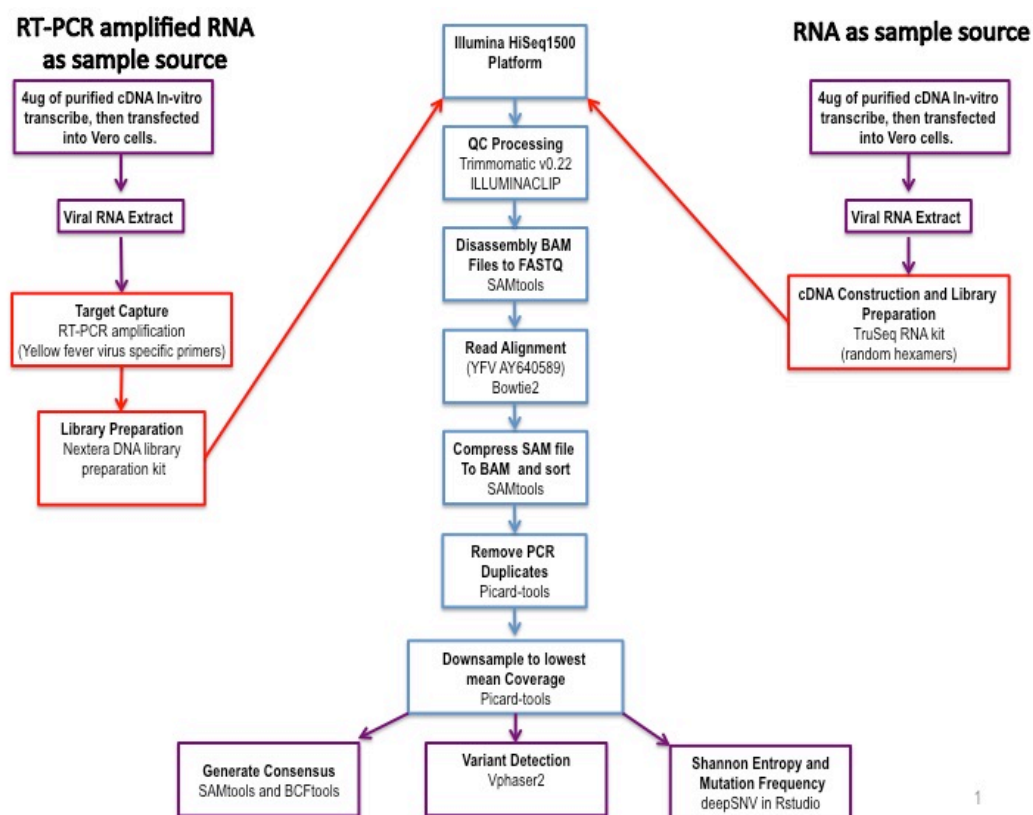 RT-PCR amplified RNA
as sample source
4ug of purified cDNA In-vitro
transcribe, then transfected
into Vero cells.
Viral RNA Extract
Target Capture
RT-PCR amplification
(Yellow fever virus specific primers)
Library Preparation
Nextera DNA library
preparation kit
Illumina HiSeq1500
Platform
QC Processing
Trimmomatic v0.22
ILLUMINACLIP
Disassembly BAM
Files to FASTQ
SAMtools
Read Alignment
(YFV AY640589)
Bowtie2
Compress SAM file
To BAM and sort
SAMtools
Remove PCR
Duplicates
Picard-tools
Downsample to lowest
mean Coverage
Picard-tools
Generate Consensus
SAMtools and BCFtools
Variant Detection
Vphaser2
Shannon Entropy and
Mutation Frequency
deepSNV in Rstudio
RNA as sample source
4ug of purified cDNA In-vitro
transcribe, then transfected
into Vero cells.
Viral RNA Extract
cDNA Construction and Library
Preparation
TruSeq RNA kit
(random hexamers)
1